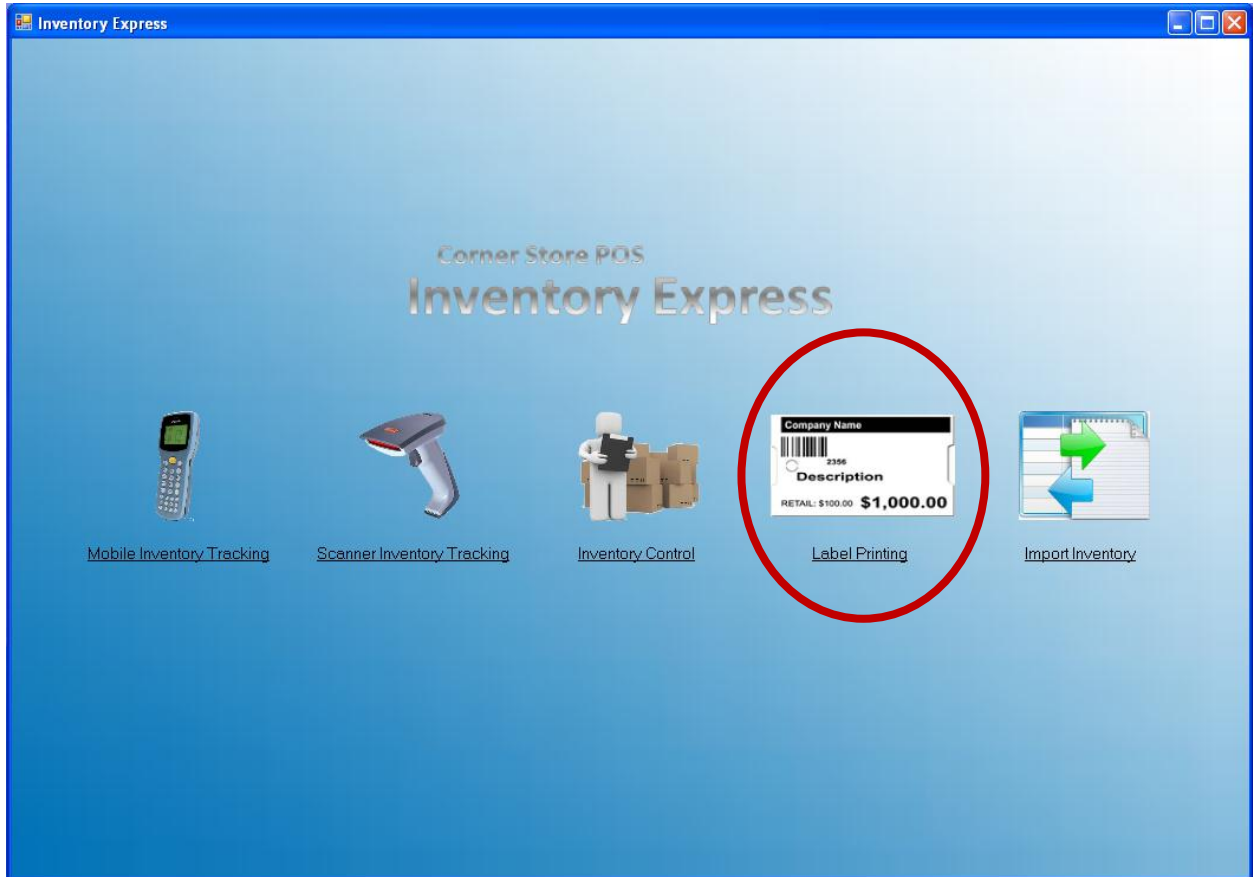 Inventory Express
Corner Store POS
Inventory Express
Company Name
2356
Description
RETAIL: $100.00 $1,000.00
Mobile Inventory Tracking
Scanner Inventory Tracking
Inventory Control
Label Printing
Import Inventory